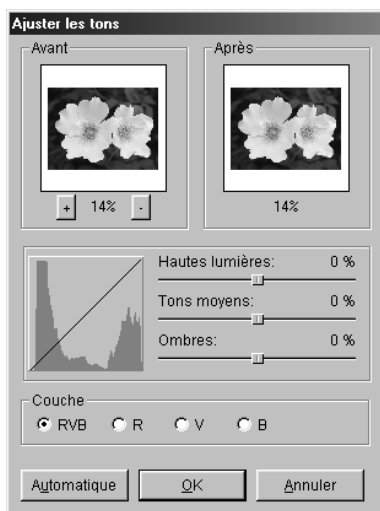 Ajuster les tons
Avant
Après
+ 14% -
14%
Hautes lumières: 0 %
Tons moyens: 0 %
Ombres: 0 %
Couche
RVB R V B
Automatique OK Annuler